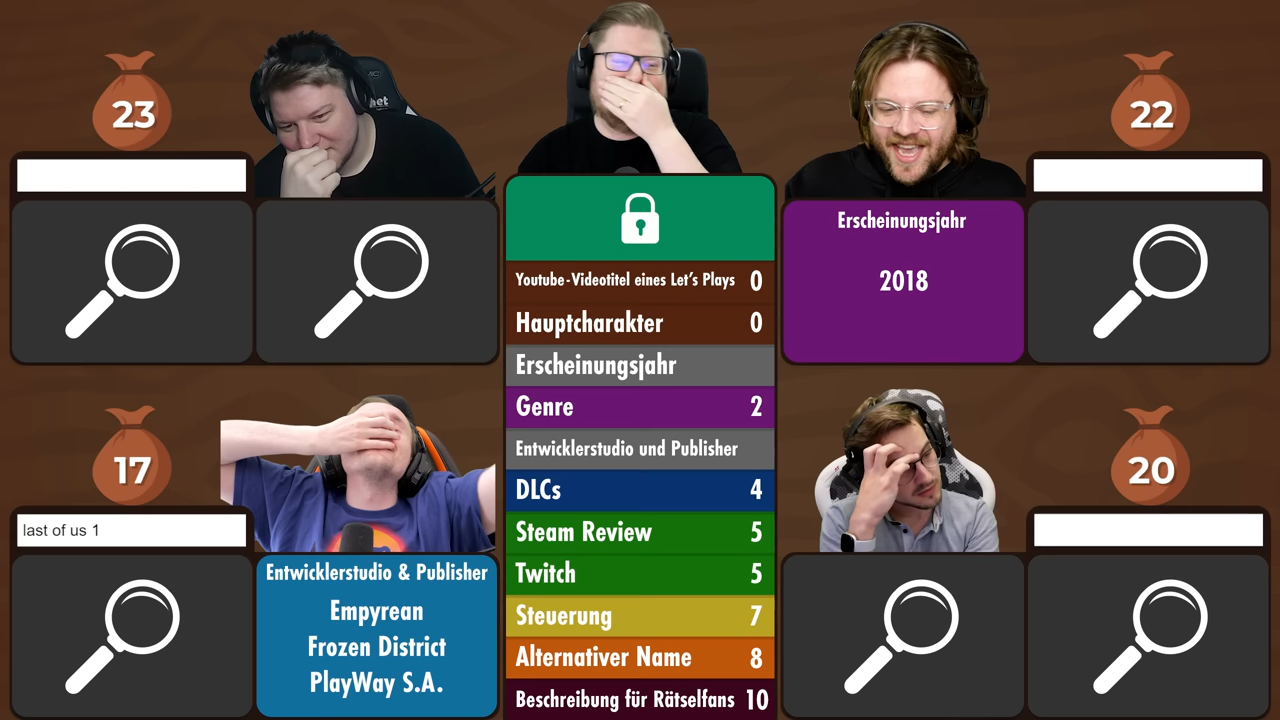 23
22
Youtube-Videotitel eines Let's Plays 0
Hauptcharakter 0
Erscheinungsjahr
Genre 2
Entwicklerstudio und Publisher
DLCs 4
Steam Review 5
Twitch 5
Steuerung 7
Alternativer Name 8
Beschreibung für Rätselfans 10
Erscheinungsjahr
2018
17
last of us 1
Entwicklerstudio & Publisher
Empyrean
Frozen District
PlayWay S.A.
20